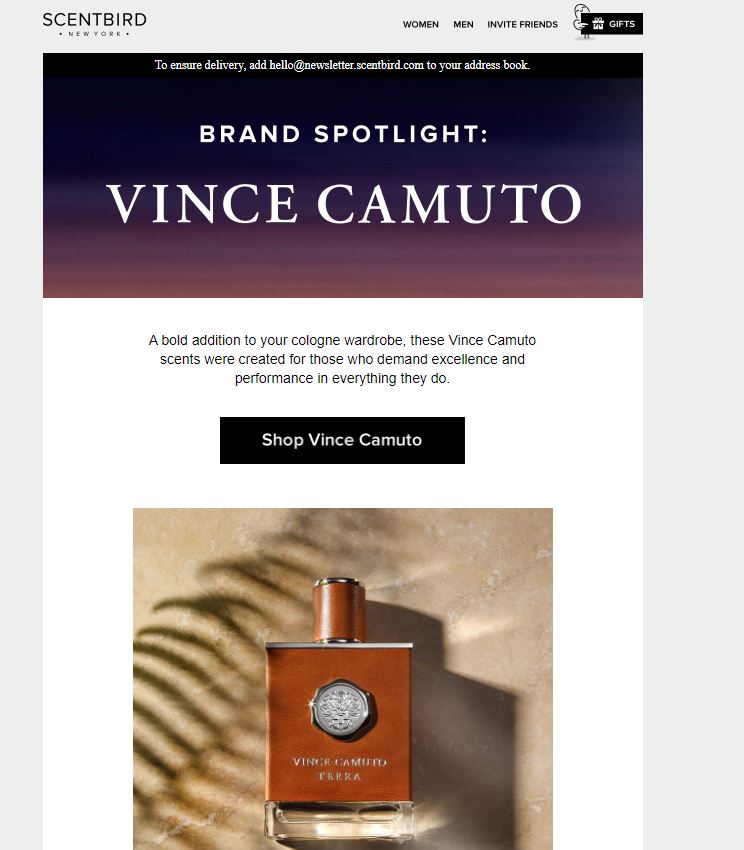 SCENTBIRD
• NEW YORK •
WOMEN MEN INVITE FRIENDS GIFTS
To ensure delivery, add hello@newsletter.scentbird.com to your address book.
BRAND SPOTLIGHT:
VINCE CAMUTO
A bold addition to your cologne wardrobe, these Vince Camuto
scents were created for those who demand excellence and
performance in everything they do.
Shop Vince Camuto
VINCE CAMUTO
TERRA